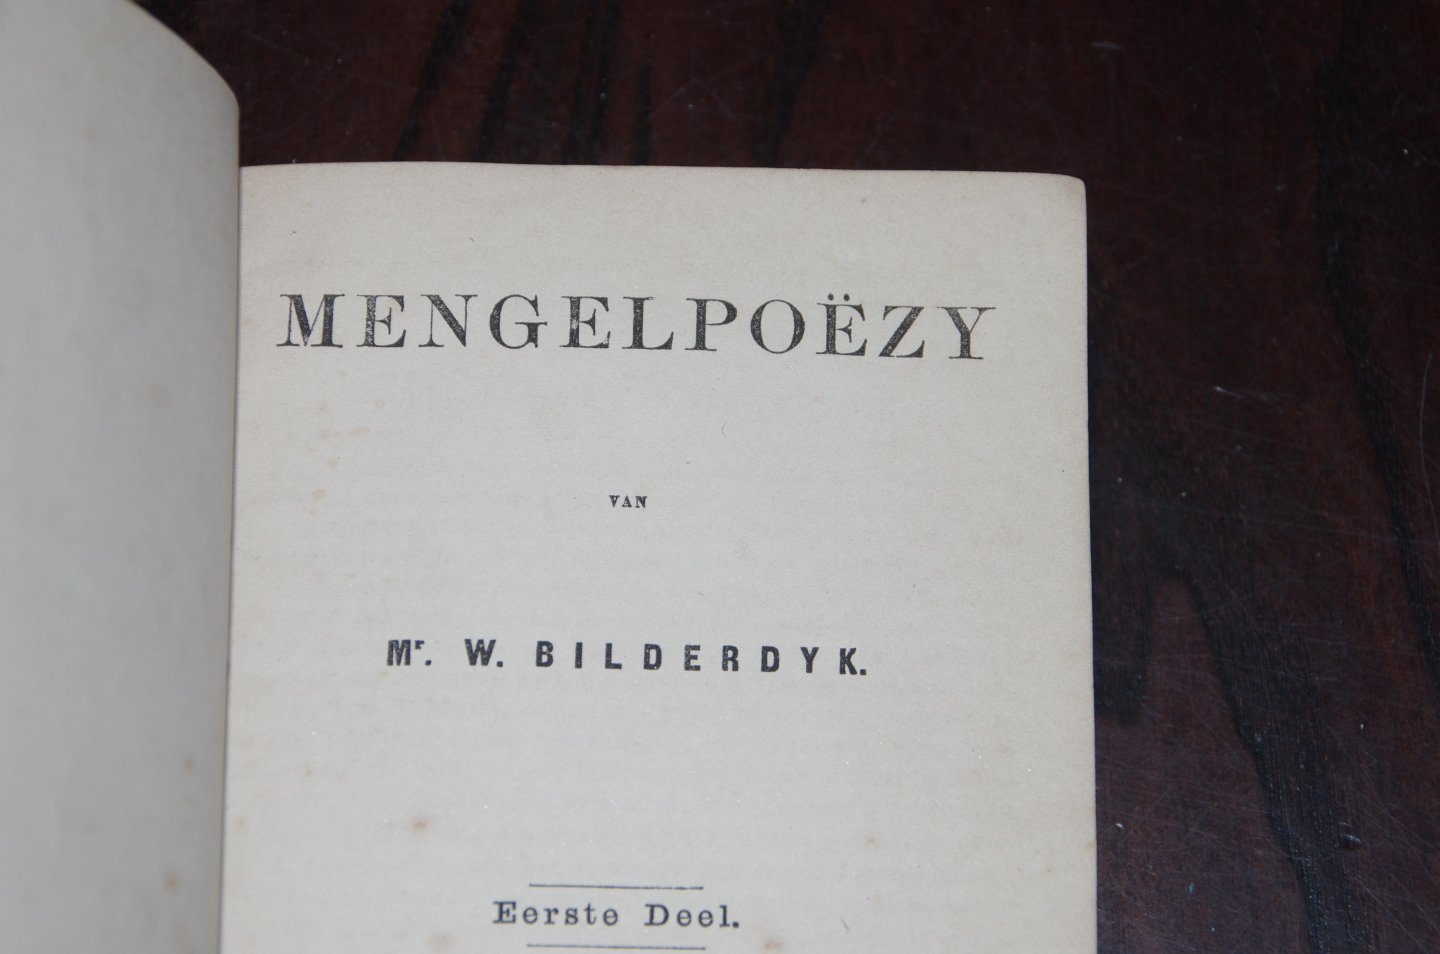 MENGELPOËZY
VAN
Mr. W. BILDERDYK.
Eerste Deel.